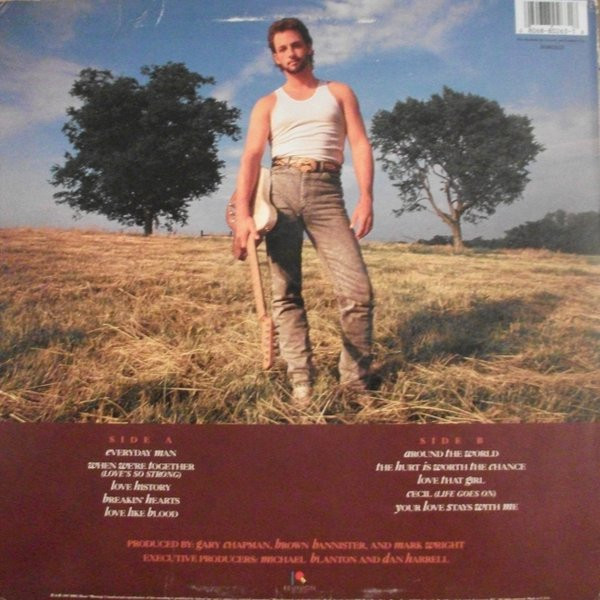 SIDE A
EVERYDAY MAN
WHEN WE'RE TOGETHER
(LOVE'S SO STRONG)
LOVE HISTORY
BREAKIN' HEARTS
LOVE LIKE BLOOD
SIDE B
AROUND THE WORLD
THE HURT IS WORTH THE CHANCE
LOVE THAT GIRL
CECIL (LIFE GOES ON)
YOUR LOVE STAYS WITH ME
PRODUCED BY: GARY CHAPMAN, BROWN BANNISTER, AND MARK WRIGHT
EXECUTIVE PRODUCERS: MICHAEL BLANTON AND DAN HARRELL